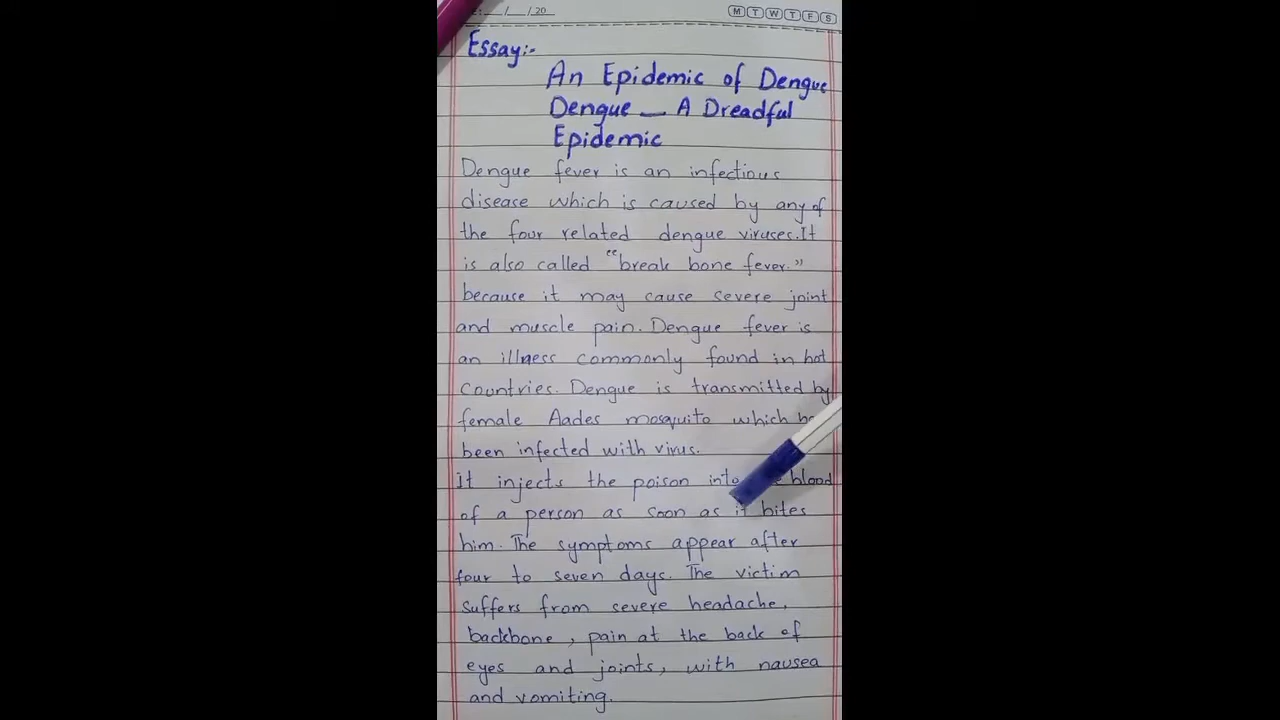 / / 20
M T W T F S
Essay:-
An Epidemic of Dengue
Dengue — A Dreadful
Epidemic
Dengue fever is an infectious
disease which is caused by any of
the four related dengue viruses. It
is also called "break bone fever."
because it may cause severe joint
and muscle pain. Dengue fever is
an illness commonly found in hot
countries. Dengue is transmitted by
female Aades mosquito which
been infected with virus.
It injects the poison into blood
of a person as soon as it bites
him. The symptoms appear after
four to seven days. The victim
suffers from severe headache,
backbone, pain at the back of
eyes and joints, with nausea
and vomiting.